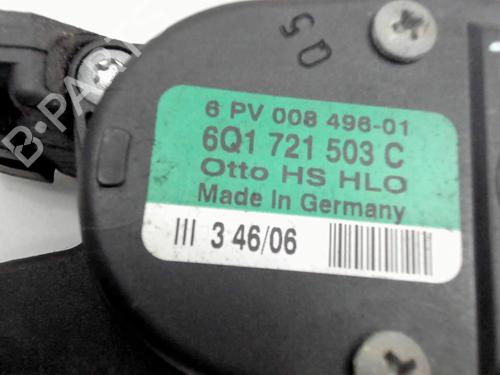 D5
B-PARTS
6 PV 008 496-01
6Q1 721 503 C
Otto HS HLO
Made In Germany
III 3 46/06